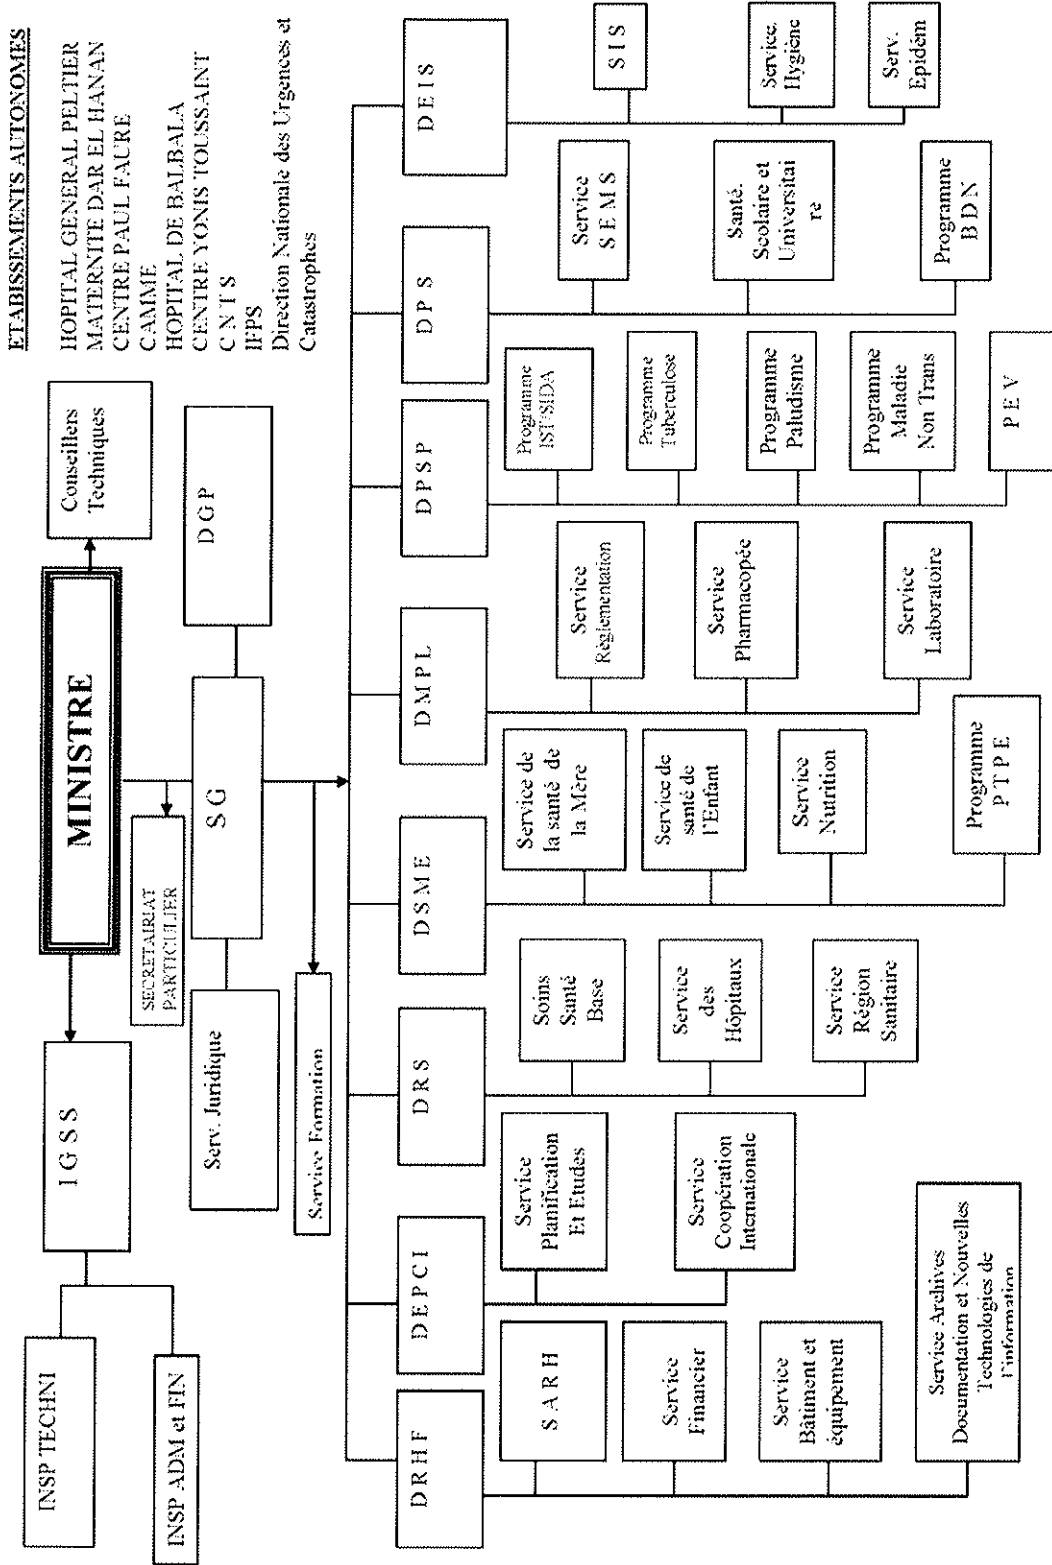 ETABISSEMENTS AUTONOMES
HOPITAL GENERAL PELTIER
MATERNITE DAR EL HANAN
CENTRE PAUL FAURE
CAMME
HOPITAL DE BALBALA
CENTRE YONIS TOUSSAINT
C N T S
IFPS
Direction Nationale des Urgences et
Catastrophes
MINISTRE
Conseillers
Techniques
I G S S
INSP TECHNI
INSP ADM et FIN
SECRETAIRIAT
PARTICULIER
S G
D G P
Serv. Juridique
Service Formation
D R H F
S A R H
Service
Financier
Service
Bâtiment et
équipement
Service Archives
Documentation et Nouvelles
Technologies de
l'information
D E P C I
Service
Planification
Et Etudes
Service
Coopération
Internationale
D R S
Soins
Santé
Base
Service
des
Hôpitaux
Service
Région
Sanitaire
D S M E
Service de
la santé de
la Mère
Service de
santé de
l'Enfant
Service
Nutrition
Programme
P T P E
D M P L
Service
Règlementation
Service
Pharmacopée
Service
Laboratoire
D P S P
Programme
IST/SIDA
Programme
Tuberculose
Programme
Paludisme
Programme
Maladie
Non Trans
P E V
D P S
Service
S E M S
Santé.
Scolaire et
Universitai
re
Programme
B D N
D E I S
S I S
Service.
Hygiène
Serv.
Epidém